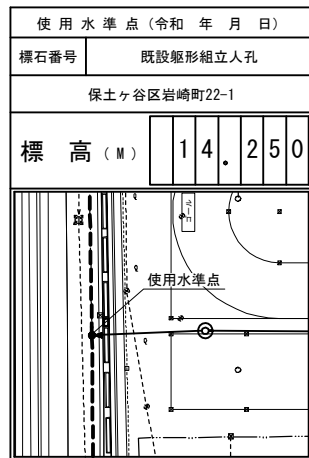 使用水準点(令和 年 月 日)
標石番号 既設躯形組立人孔
保土ヶ谷区岩崎町22-1
標高(M) 14.250
使用水準点